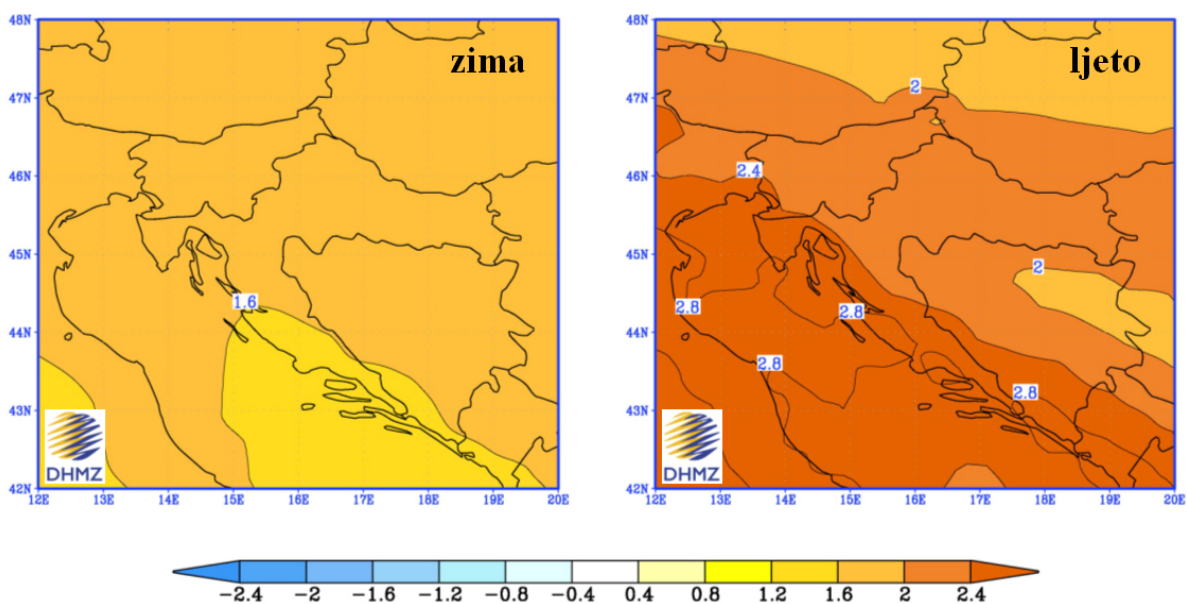 zima
48N
47N
46N
45N
44N
43N
42N
1.6
DHMZ
12E 13E 14E 15E 16E 17E 18E 19E 20E
ljeto
48N
47N
46N
45N
44N
43N
42N
2
2.4
2
2.8
2.8
2.8
2.8
DHMZ
12E 13E 14E 15E 16E 17E 18E 19E 20E
−2.4 −2 −1.6 −1.2 −0.8 −0.4 0.4 0.8 1.2 1.6 2 2.4